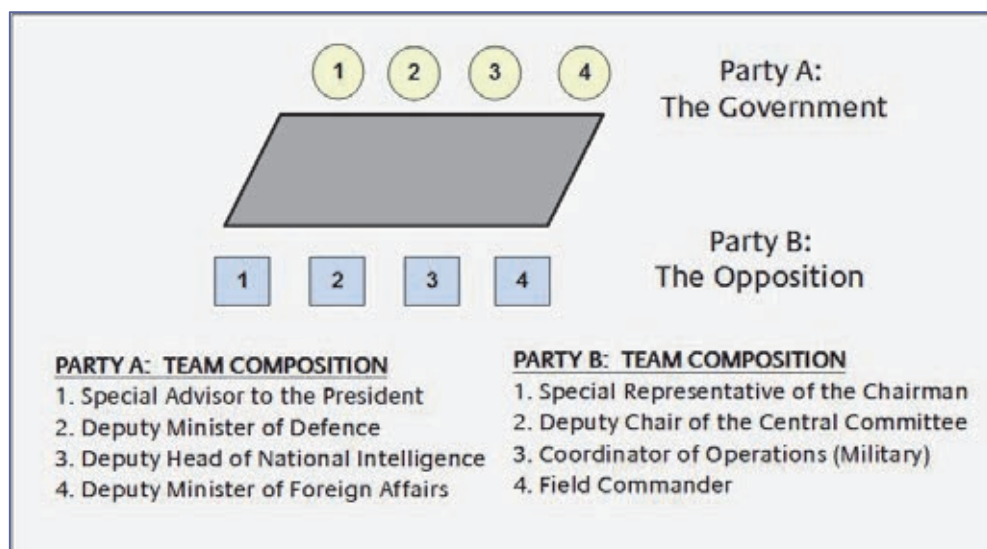 1 2 3 4
Party A:
The Government
Party B:
The Opposition
1 2 3 4
PARTY A: TEAM COMPOSITION
1. Special Advisor to the President
2. Deputy Minister of Defence
3. Deputy Head of National Intelligence
4. Deputy Minister of Foreign Affairs
PARTY B: TEAM COMPOSITION
1. Special Representative of the Chairman
2. Deputy Chair of the Central Committee
3. Coordinator of Operations (Military)
4. Field Commander